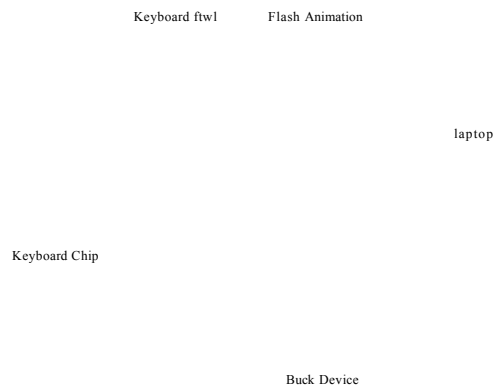 Keyboard ftwl Flash Animation
laptop
Keyboard Chip
Buck Device